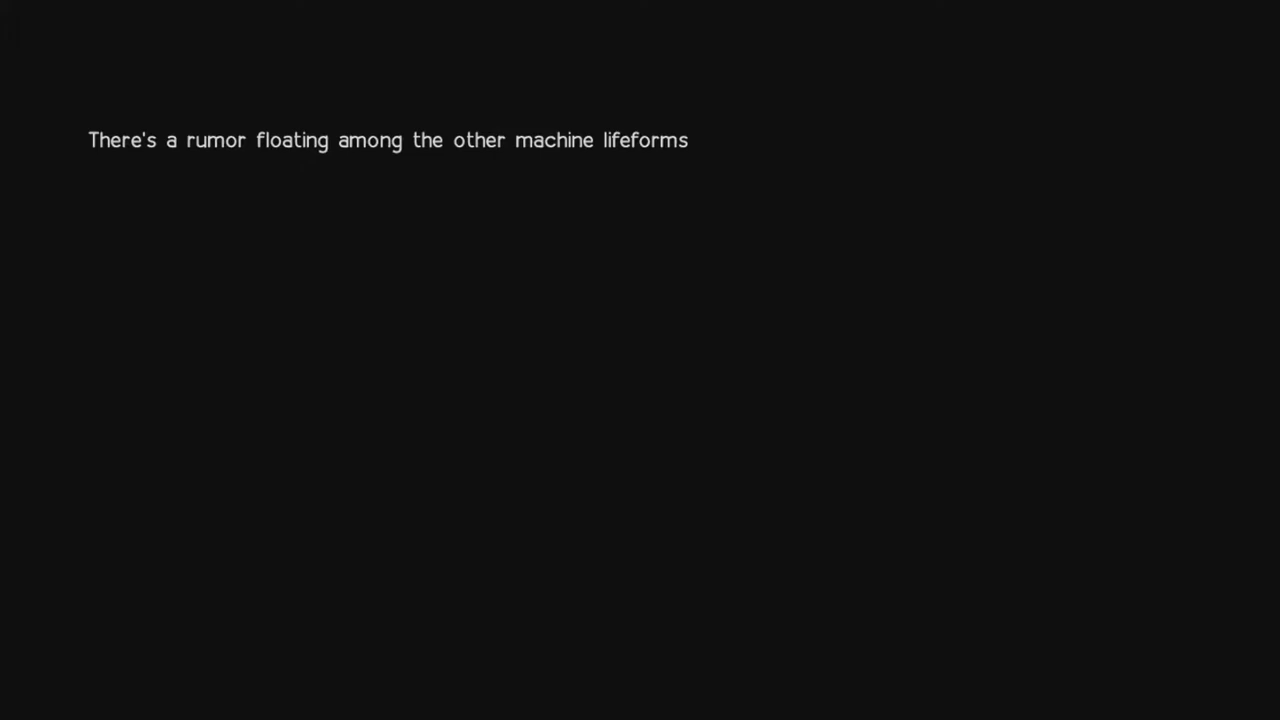 There's a rumor floating among the other machine lifeforms